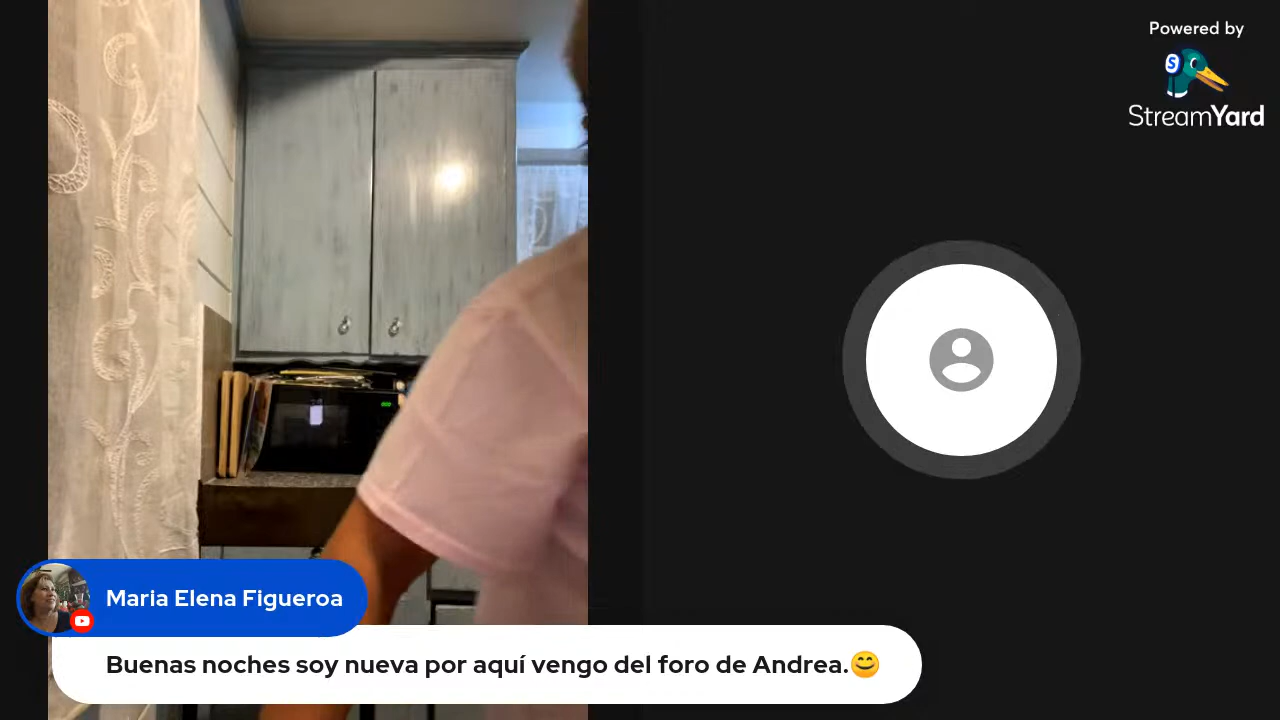 Powered by
StreamYard
Maria Elena Figueroa
Buenas noches soy nueva por aquí vengo del foro de Andrea.😊